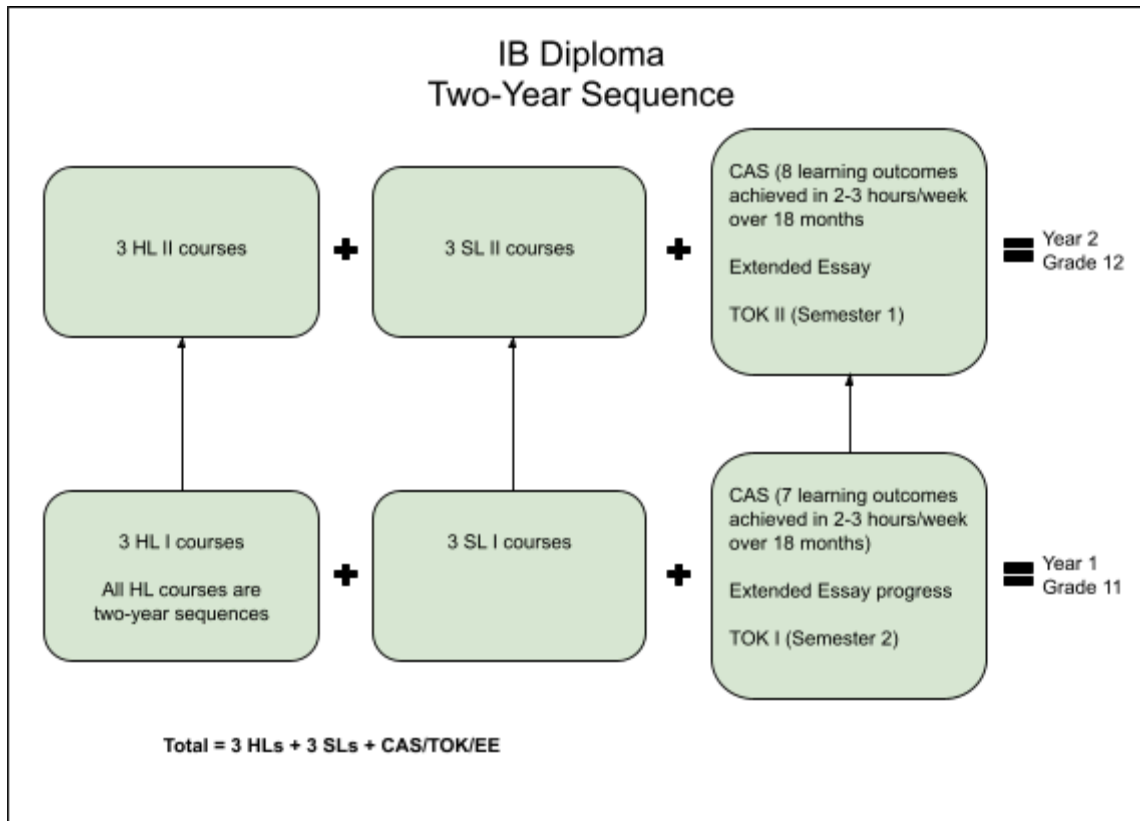 IB Diploma
Two-Year Sequence
3 HL II courses
3 SL II courses
CAS (8 learning outcomes
achieved in 2-3 hours/week
over 18 months
Extended Essay
TOK II (Semester 1)
Year 2
Grade 12
3 HL I courses
All HL courses are
two-year sequences
3 SL I courses
CAS (7 learning outcomes
achieved in 2-3 hours/week
over 18 months)
Extended Essay progress
TOK I (Semester 2)
Year 1
Grade 11
Total = 3 HLs + 3 SLs + CAS/TOK/EE